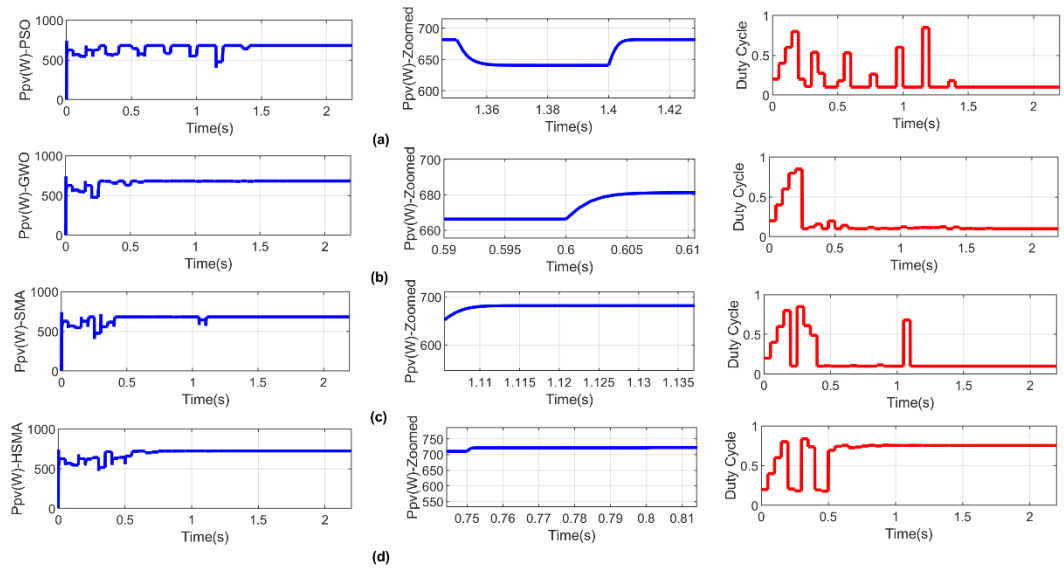 Ppv(W)-PSO
1000
500
0
0 0.5 1 1.5 2
Time(s)
Ppv(W)-Zoomed
700
650
600
1.36 1.38 1.4 1.42
Time(s)
Duty Cycle
1
0.5
0
0 0.5 1 1.5 2
Time(s)
(a)
Ppv(W)-GWO
1000
500
0
0 0.5 1 1.5 2
Time(s)
Ppv(W)-Zoomed
700
680
660
0.59 0.595 0.6 0.605 0.61
Time(s)
Duty Cycle
1
0.5
0
0 0.5 1 1.5 2
Time(s)
(b)
Ppv(W)-SMA
1000
500
0
0 0.5 1 1.5 2
Time(s)
Ppv(W)-Zoomed
700
600
1.11 1.115 1.12 1.125 1.13 1.135
Time(s)
Duty Cycle
1
0.5
0
0 0.5 1 1.5 2
Time(s)
(c)
Ppv(W)-HSMA
1000
500
0
0 0.5 1 1.5 2
Time(s)
Ppv(W)-Zoomed
750
700
650
600
550
0.75 0.76 0.77 0.78 0.79 0.8 0.81
Time(s)
Duty Cycle
1
0.5
0
0 0.5 1 1.5 2
Time(s)
(d)